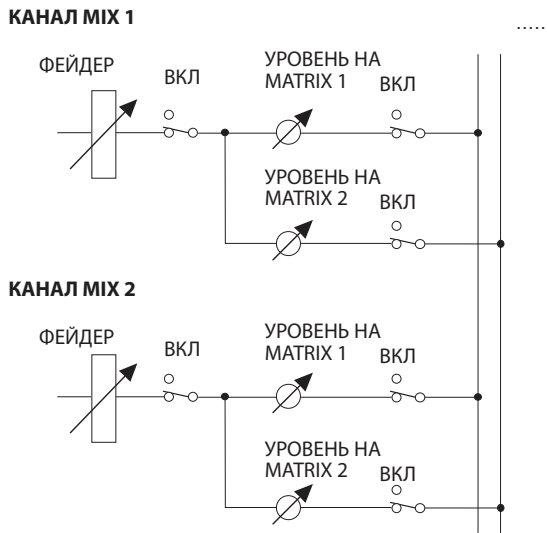 КАНАЛ MIX 1
.....
ФЕЙДЕР
ВКЛ
УРОВЕНЬ НА
MATRIX 1
ВКЛ
УРОВЕНЬ НА
MATRIX 2
ВКЛ
КАНАЛ MIX 2
ФЕЙДЕР
ВКЛ
УРОВЕНЬ НА
MATRIX 1
ВКЛ
УРОВЕНЬ НА
MATRIX 2
ВКЛ